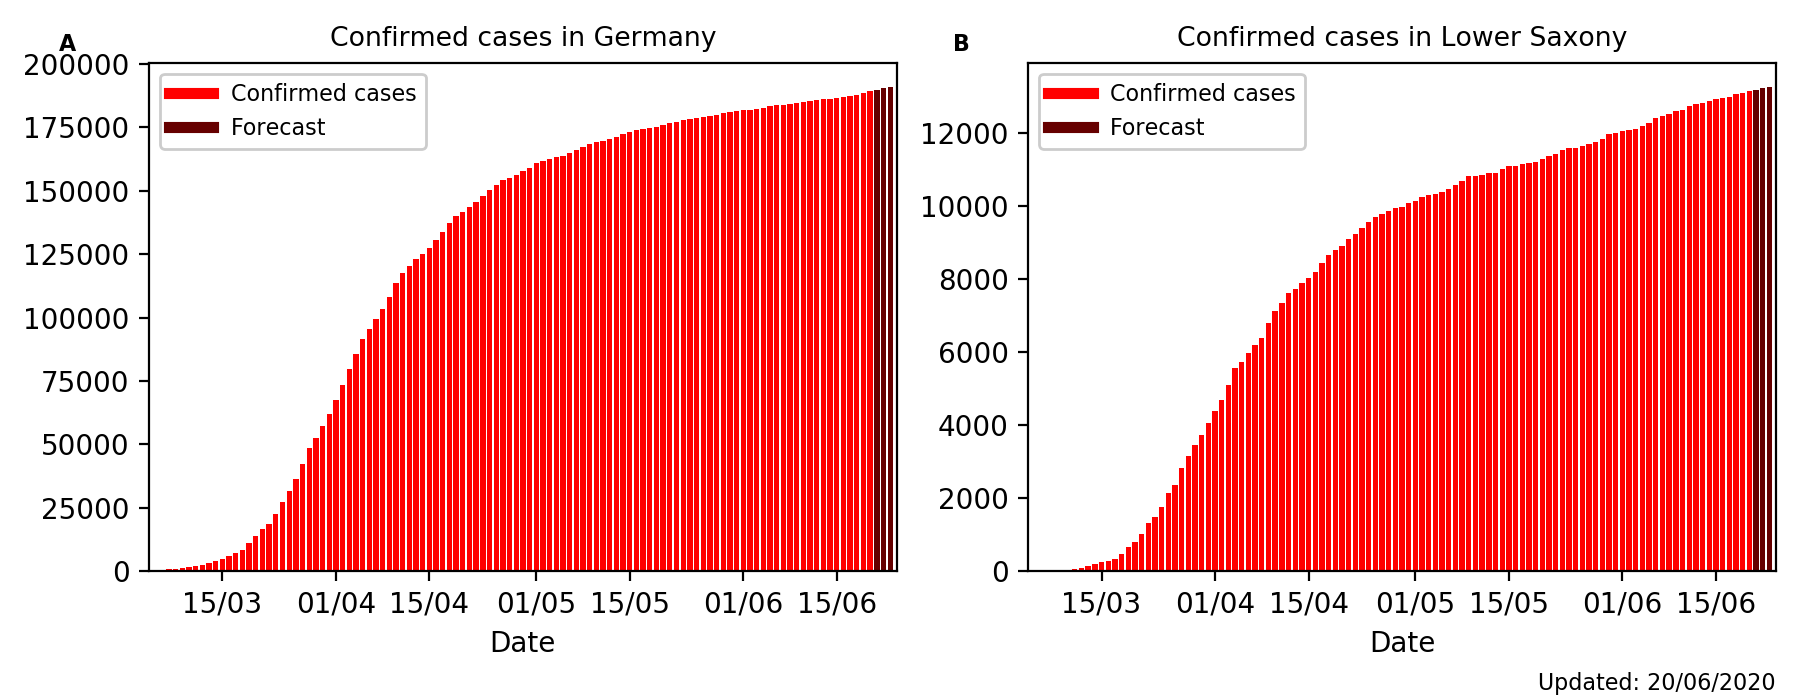 A
Confirmed cases in Germany
200000
175000
150000
125000
100000
75000
50000
25000
0
Confirmed cases
Forecast
15/03 01/04 15/04 01/05 15/05 01/06 15/06
Date
B
Confirmed cases in Lower Saxony
12000
10000
8000
6000
4000
2000
0
Confirmed cases
Forecast
15/03 01/04 15/04 01/05 15/05 01/06 15/06
Date
Updated: 20/06/2020